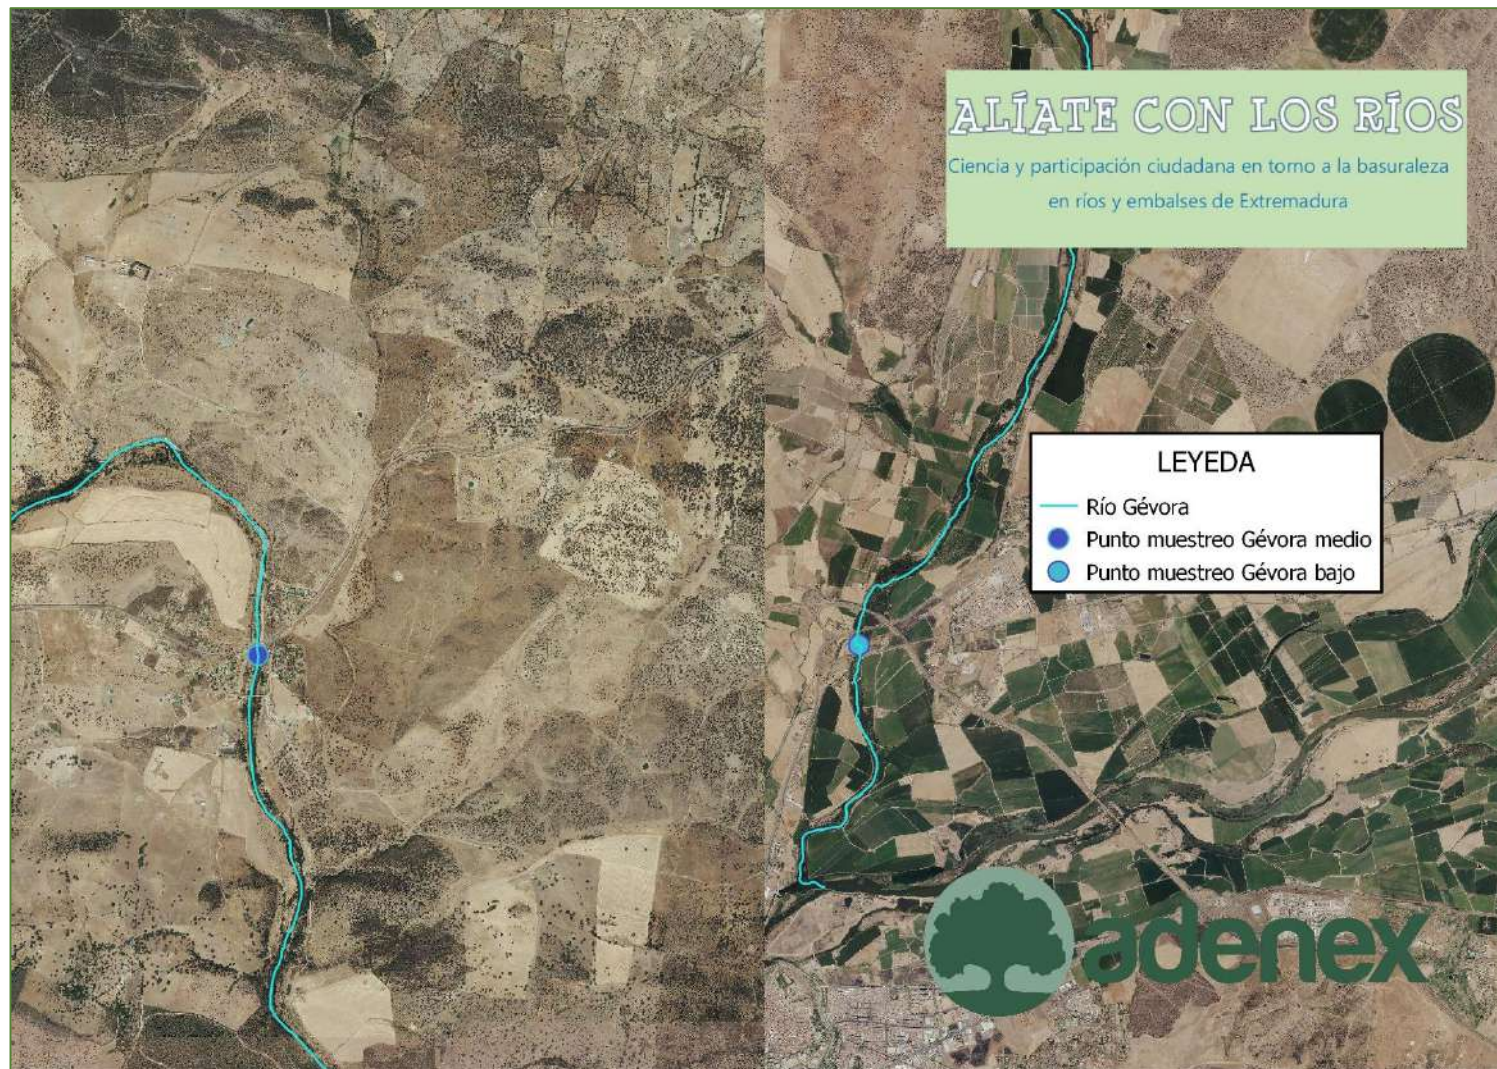 ALÍATE CON LOS RÍOS
Ciencia y participación ciudadana en torno a la basuraleza
en ríos y embalses de Extremadura
LEYEDA
Río Gévora
Punto muestreo Gévora medio
Punto muestreo Gévora bajo
adenex